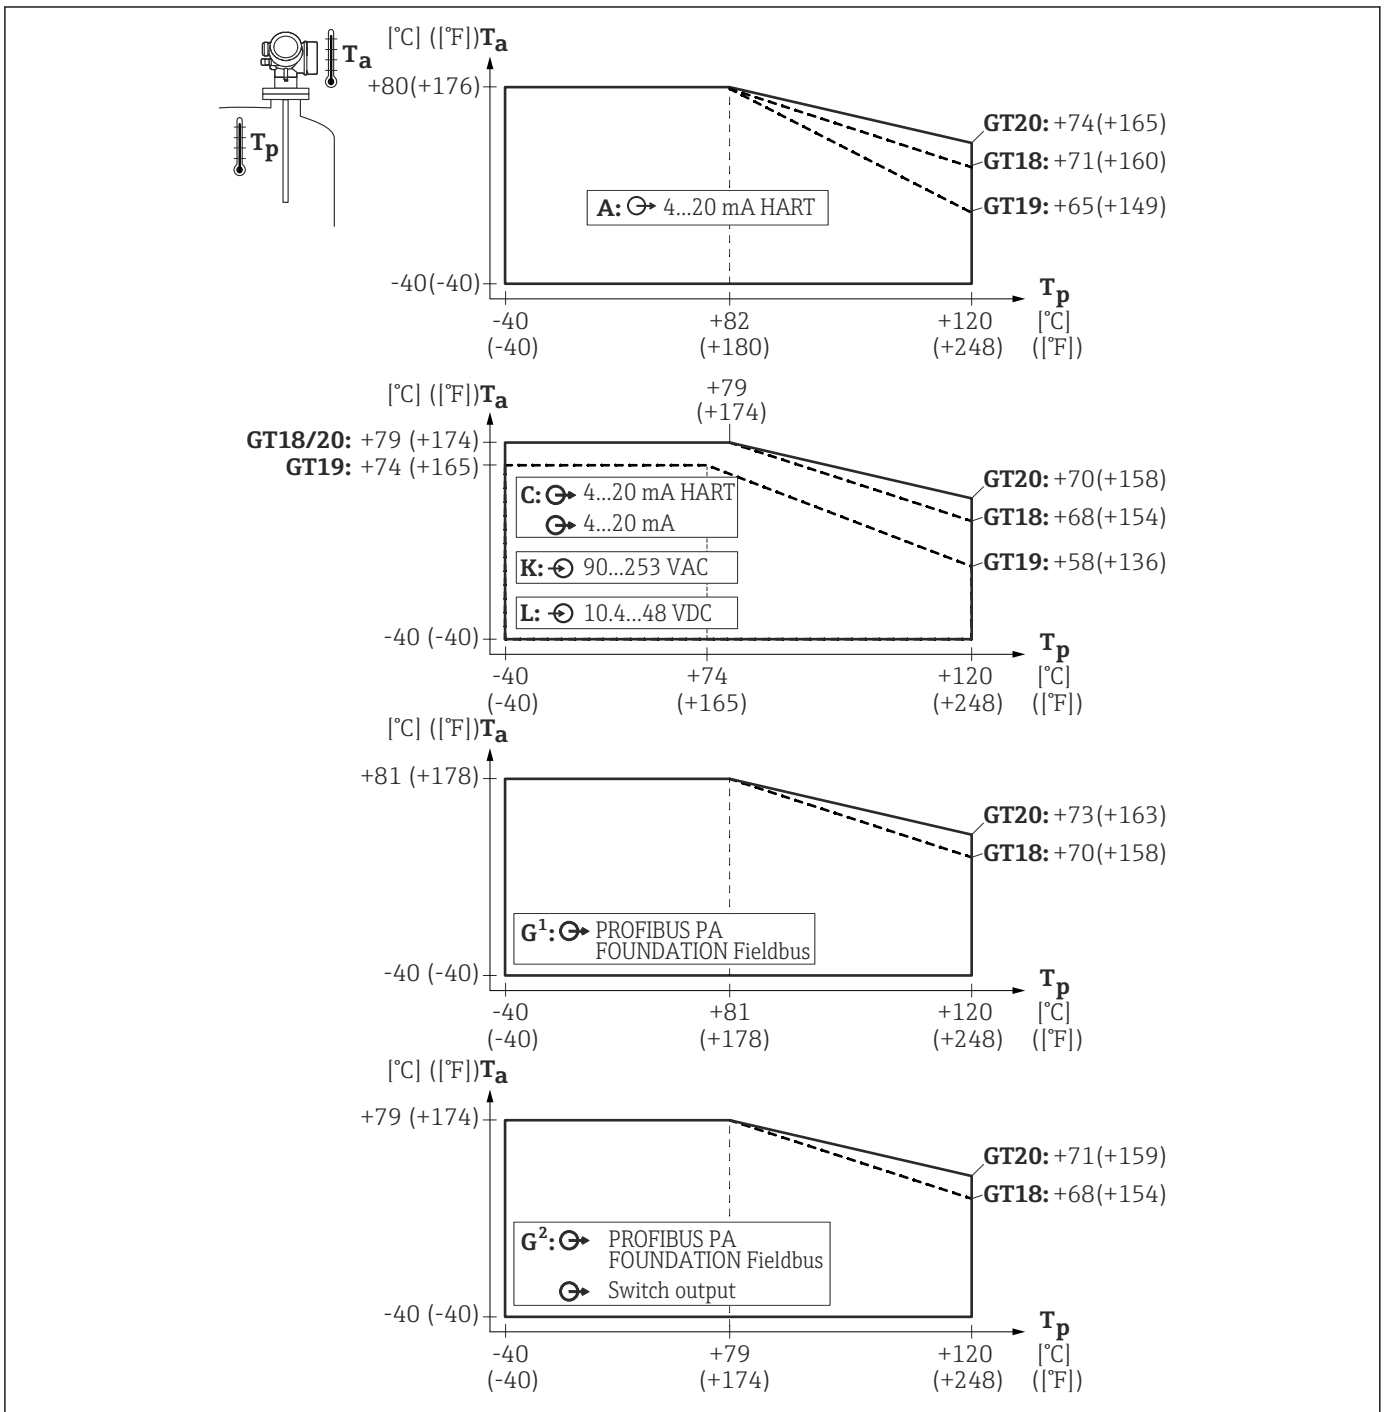 [°C] ([°F]) Ta
Ta
+80(+176)
Tp
GT20: +74(+165)
GT18: +71(+160)
A: 4...20 mA HART
GT19: +65(+149)
-40(-40)
Tp
-40 +82 +120 [°C]
(-40) (+180) (+248) ([°F])
[°C] ([°F]) Ta
+79
(+174)
GT18/20: +79 (+174)
GT19: +74 (+165)
GT20: +70(+158)
C: 4...20 mA HART
GT18: +68(+154)
4...20 mA
GT19: +58(+136)
K: 90...253 VAC
L: 10.4...48 VDC
-40 (-40)
Tp
-40 +74 +120 [°C]
(-40) (+165) (+248) ([°F])
[°C] ([°F]) Ta
+81 (+178)
GT20: +73(+163)
GT18: +70(+158)
G1: PROFIBUS PA
FOUNDATION Fieldbus
-40 (-40)
Tp
-40 +81 +120 [°C]
(-40) (+178) (+248) ([°F])
[°C] ([°F]) Ta
+79 (+174)
GT20: +71(+159)
GT18: +68(+154)
G2: PROFIBUS PA
FOUNDATION Fieldbus
Switch output
-40 (-40)
Tp
-40 +79 +120 [°C]
(-40) (+174) (+248) ([°F])